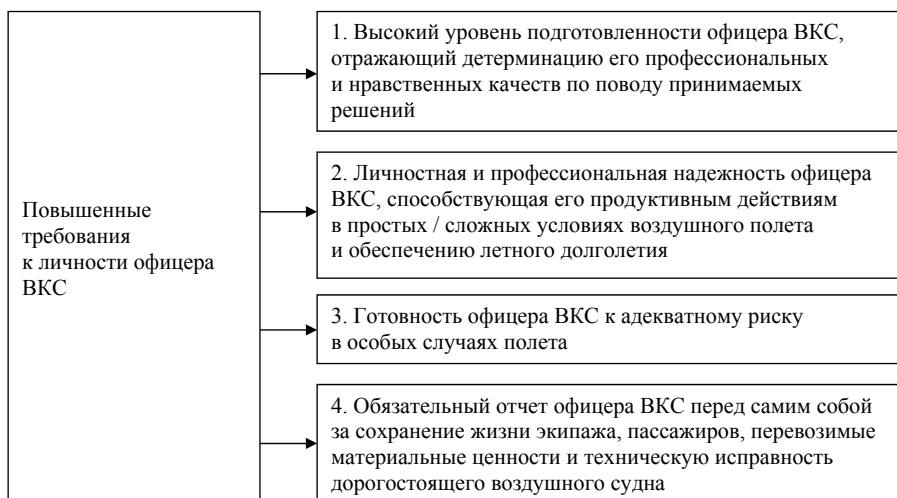 Повышенные
требования
к личности офицера
ВКС
1. Высокий уровень подготовленности офицера ВКС,
отражающий детерминацию его профессиональных
и нравственных качеств по поводу принимаемых
решений
2. Личностная и профессиональная надежность офицера
ВКС, способствующая его продуктивным действиям
в простых / сложных условиях воздушного полета
и обеспечению летного долголетия
3. Готовность офицера ВКС к адекватному риску
в особых случаях полета
4. Обязательный отчет офицера ВКС перед самим собой
за сохранение жизни экипажа, пассажиров, перевозимые
материальные ценности и техническую исправность
дорогостоящего воздушного судна